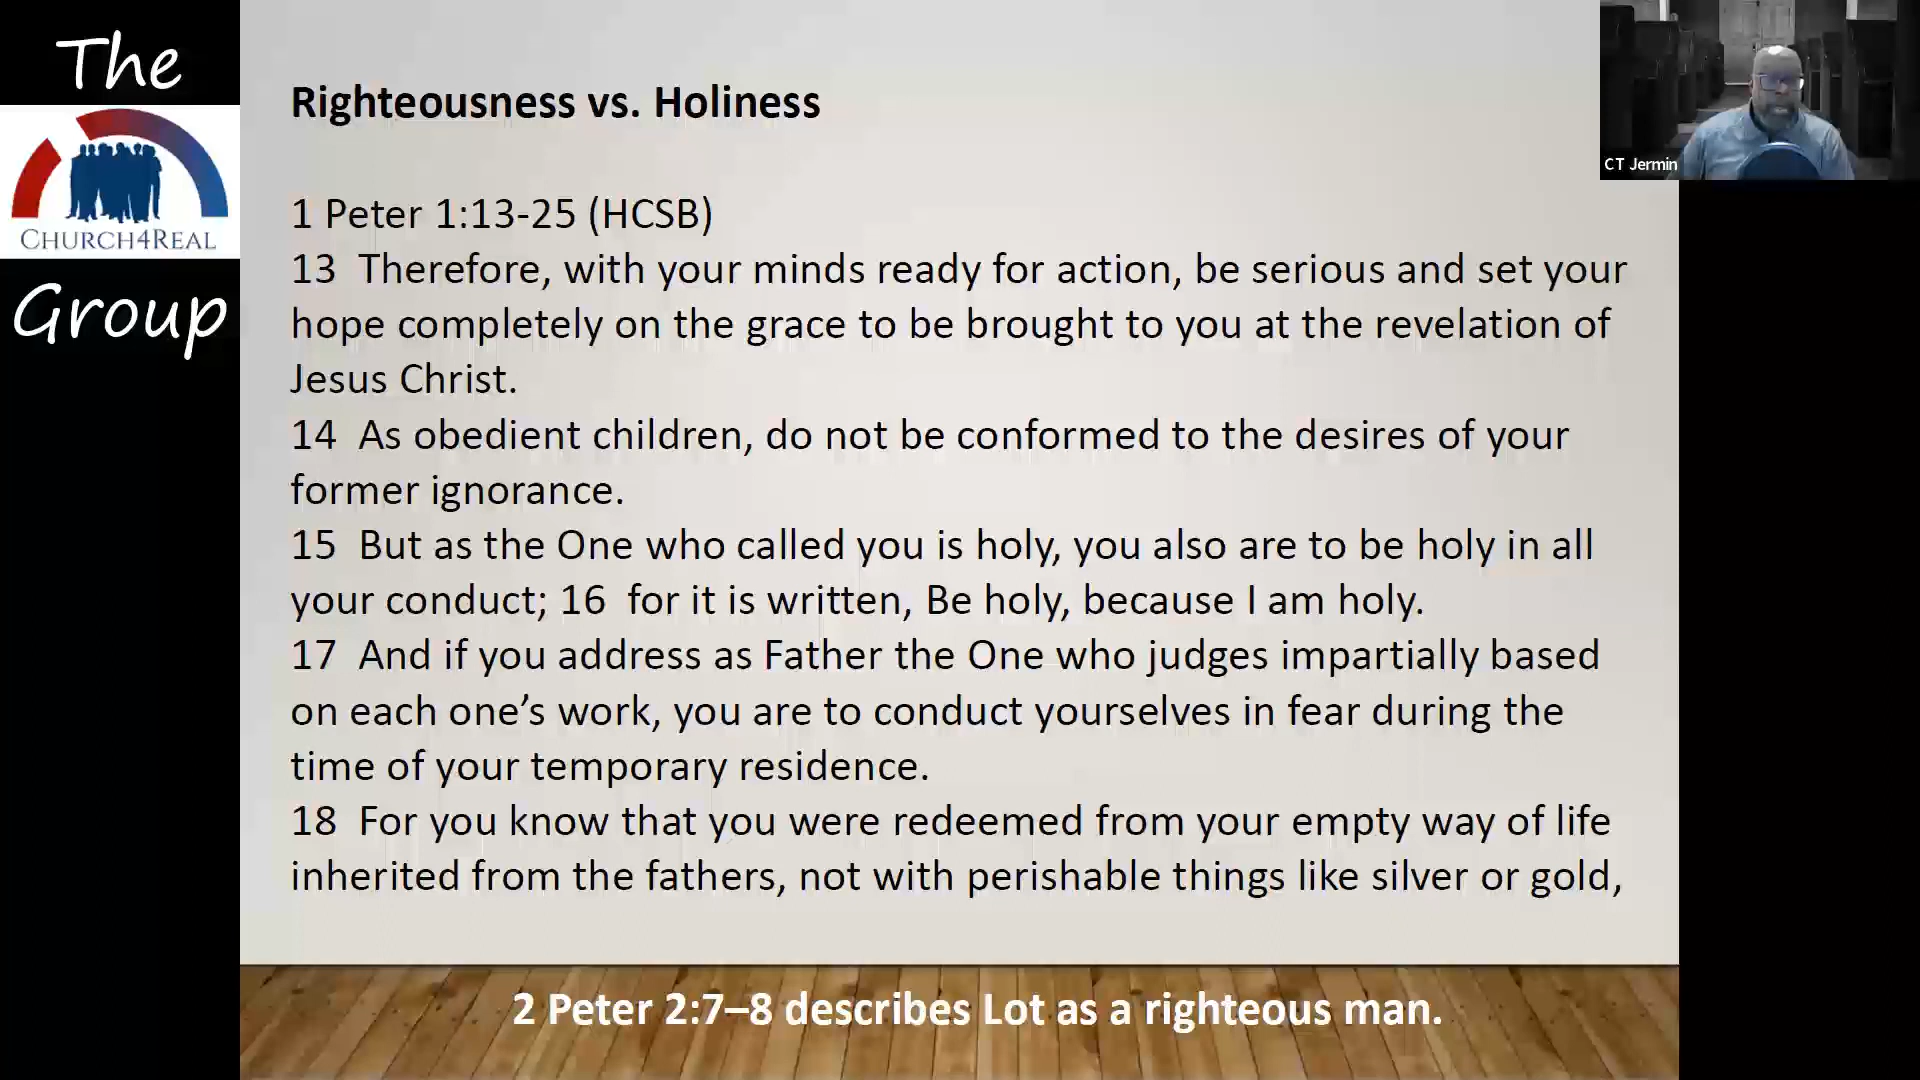 The
CHURCH4REAL
Group
Righteousness vs. Holiness
1 Peter 1:13-25 (HCSB)
13 Therefore, with your minds ready for action, be serious and set your
hope completely on the grace to be brought to you at the revelation of
Jesus Christ.
14 As obedient children, do not be conformed to the desires of your
former ignorance.
15 But as the One who called you is holy, you also are to be holy in all
your conduct; 16 for it is written, Be holy, because I am holy.
17 And if you address as Father the One who judges impartially based
on each one’s work, you are to conduct yourselves in fear during the
time of your temporary residence.
18 For you know that you were redeemed from your empty way of life
inherited from the fathers, not with perishable things like silver or gold,
2 Peter 2:7–8 describes Lot as a righteous man.
CT Jermin